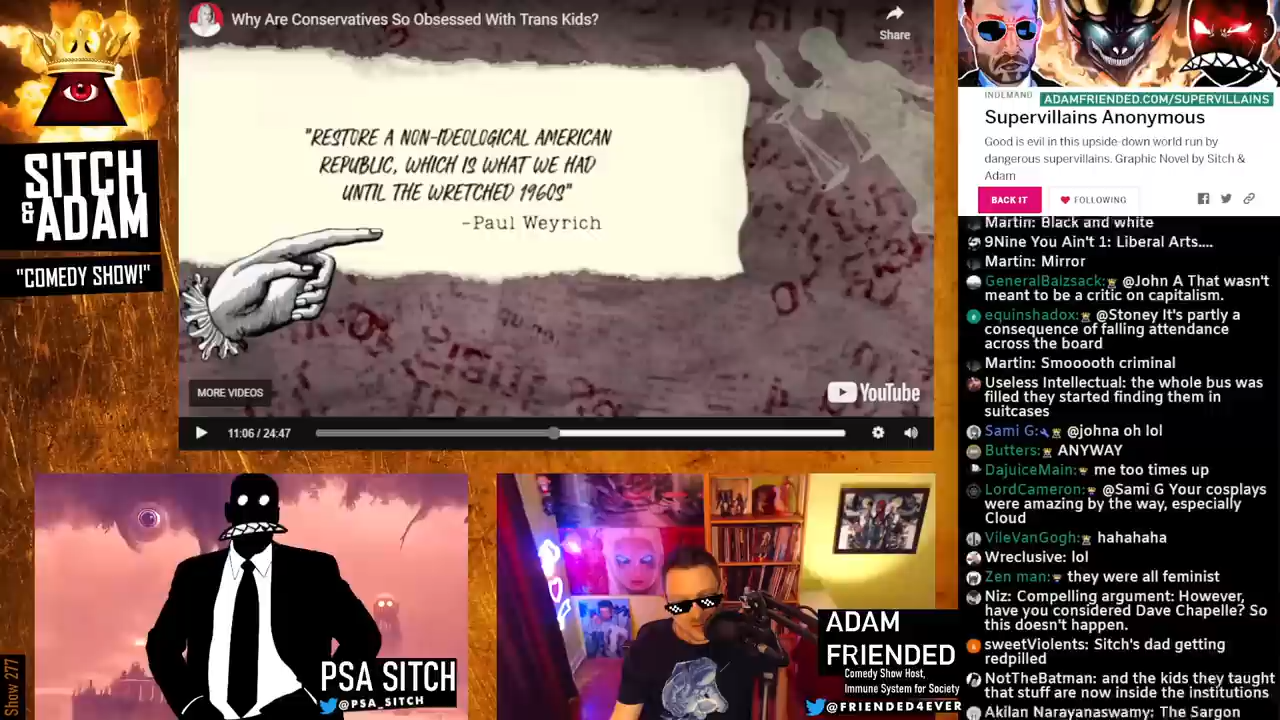 Why Are Conservatives So Obsessed With Trans Kids?
Share
"RESTORE A NON-IDEOLOGICAL AMERICAN
REPUBLIC, WHICH IS WHAT WE HAD
UNTIL THE WRETCHED 1960S"
-Paul Weyrich
MORE VIDEOS
YouTube
11:06 / 24:47
SITCH
& ADAM
"COMEDY SHOW!"
Show 277
PSA SITCH
@PSA_SITCH
ADAM
FRIENDED
Comedy Show Host,
Immune System for Society
@FRIENDED4EVER
INDEMAND
ADAMFRIENDED.COM/SUPERVILLAINS
Supervillains Anonymous
Good is evil in this upside-down world run by
dangerous supervillains. Graphic Novel by Sitch &
Adam
BACK IT
FOLLOWING
Martin: Black and white
9Nine You Ain't 1: Liberal Arts....
Martin: Mirror
GeneralBalzsack: @John A That wasn't
meant to be a critic on capitalism.
equinshadox: @Stoney It's partly a
consequence of falling attendance
across the board
Martin: Smooooth criminal
Useless Intellectual: the whole bus was
filled they started finding them in
suitcases
Sami G: @johna oh lol
Butters: ANYWAY
DajuiceMain: me too times up
LordCameron: @Sami G Your cosplays
were amazing by the way, especially
Cloud
VileVanGogh: hahahaha
Wreclusive: lol
Zen man: they were all feminist
Niz: Compelling argument: However,
have you considered Dave Chapelle? So
this doesn't happen.
sweetViolents: Sitch's dad getting
redpilled
NotTheBatman: and the kids they taught
that stuff are now inside the institutions
Akilan Narayanaswamy: The Sargon